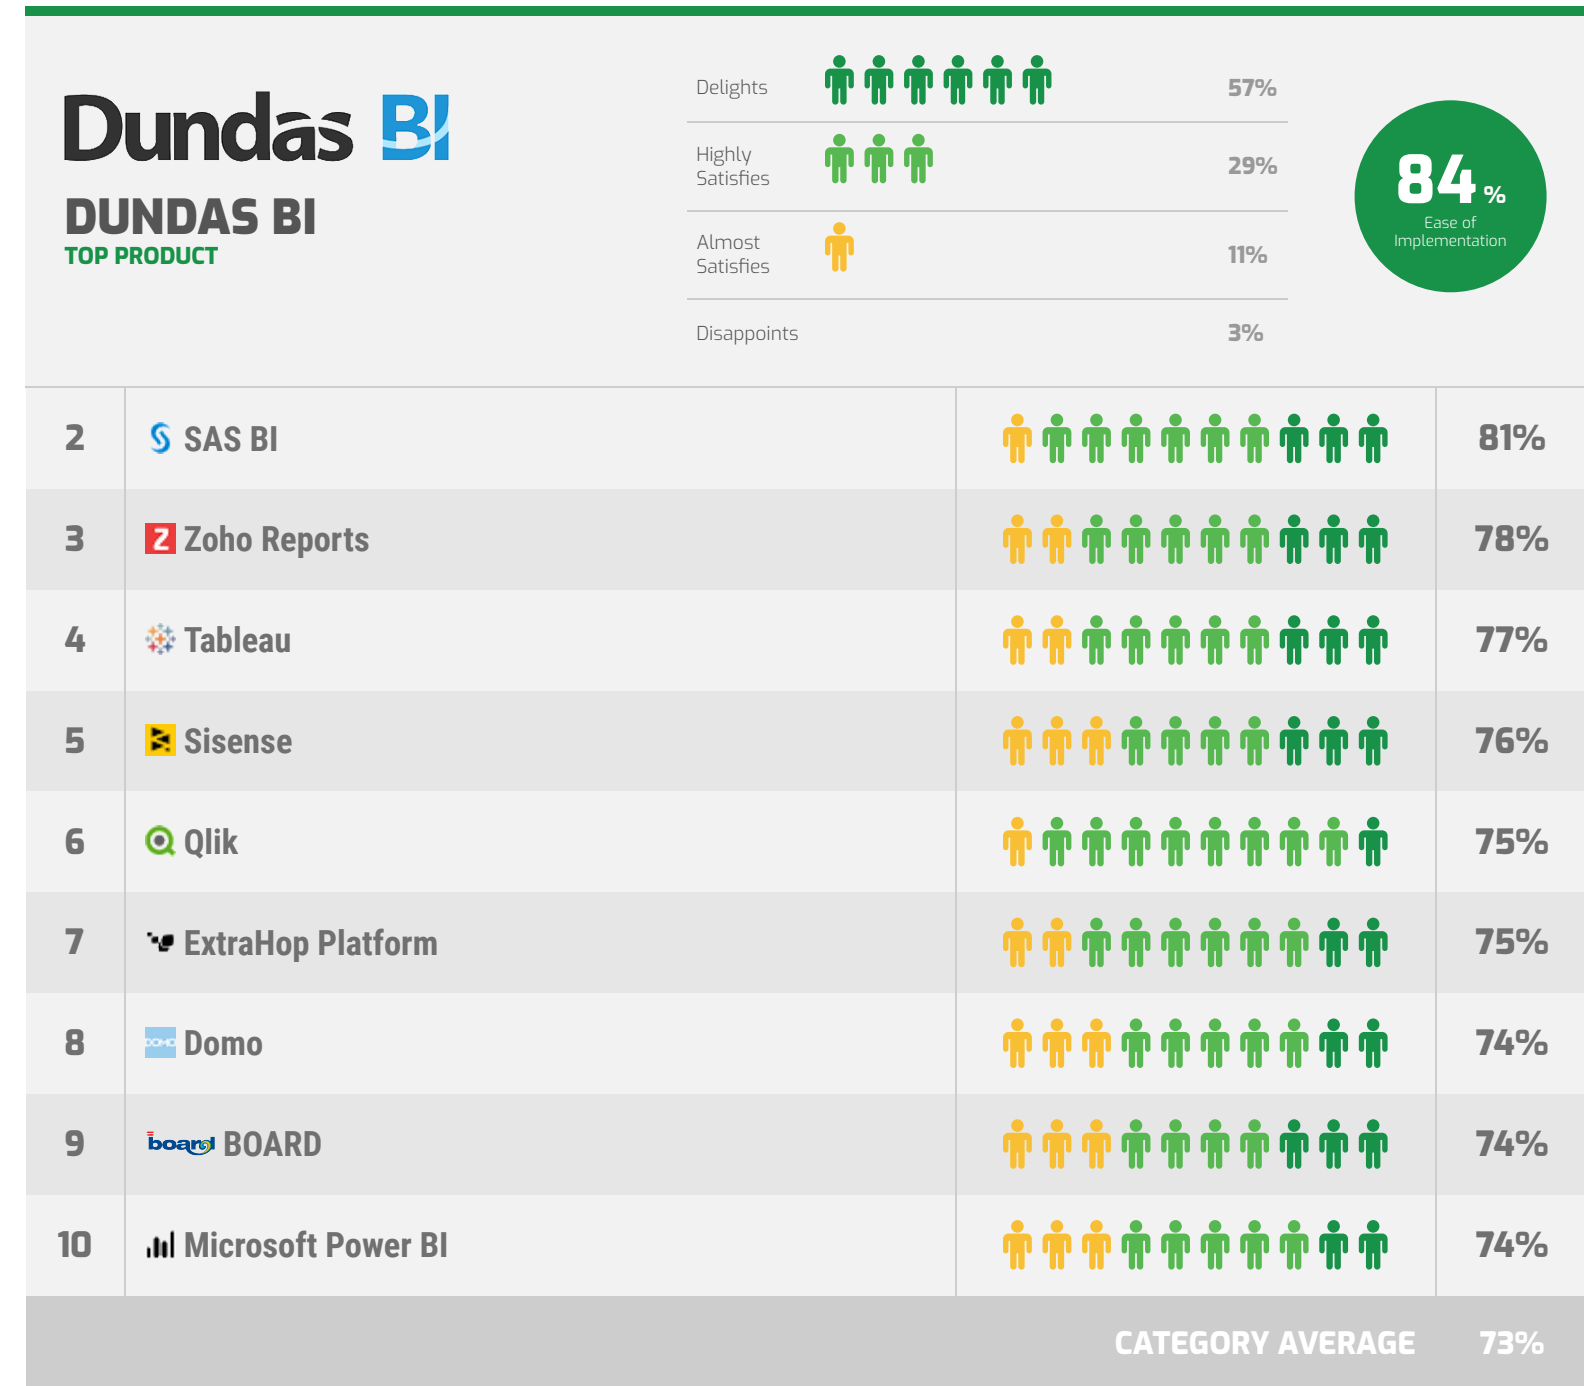 Dundas BI
DUNDAS BI
TOP PRODUCT
Delights 57%
Highly
Satisfies 29%
Almost
Satisfies 11%
Disappoints 3%
84 %
Ease of
Implementation
2 SAS BI 81%
3 Z Zoho Reports 78%
4 Tableau 77%
5 Sisense 76%
6 Qlik 75%
7 ExtraHop Platform 75%
8 DOMO Domo 74%
9 board BOARD 74%
10 Microsoft Power BI 74%
CATEGORY AVERAGE 73%